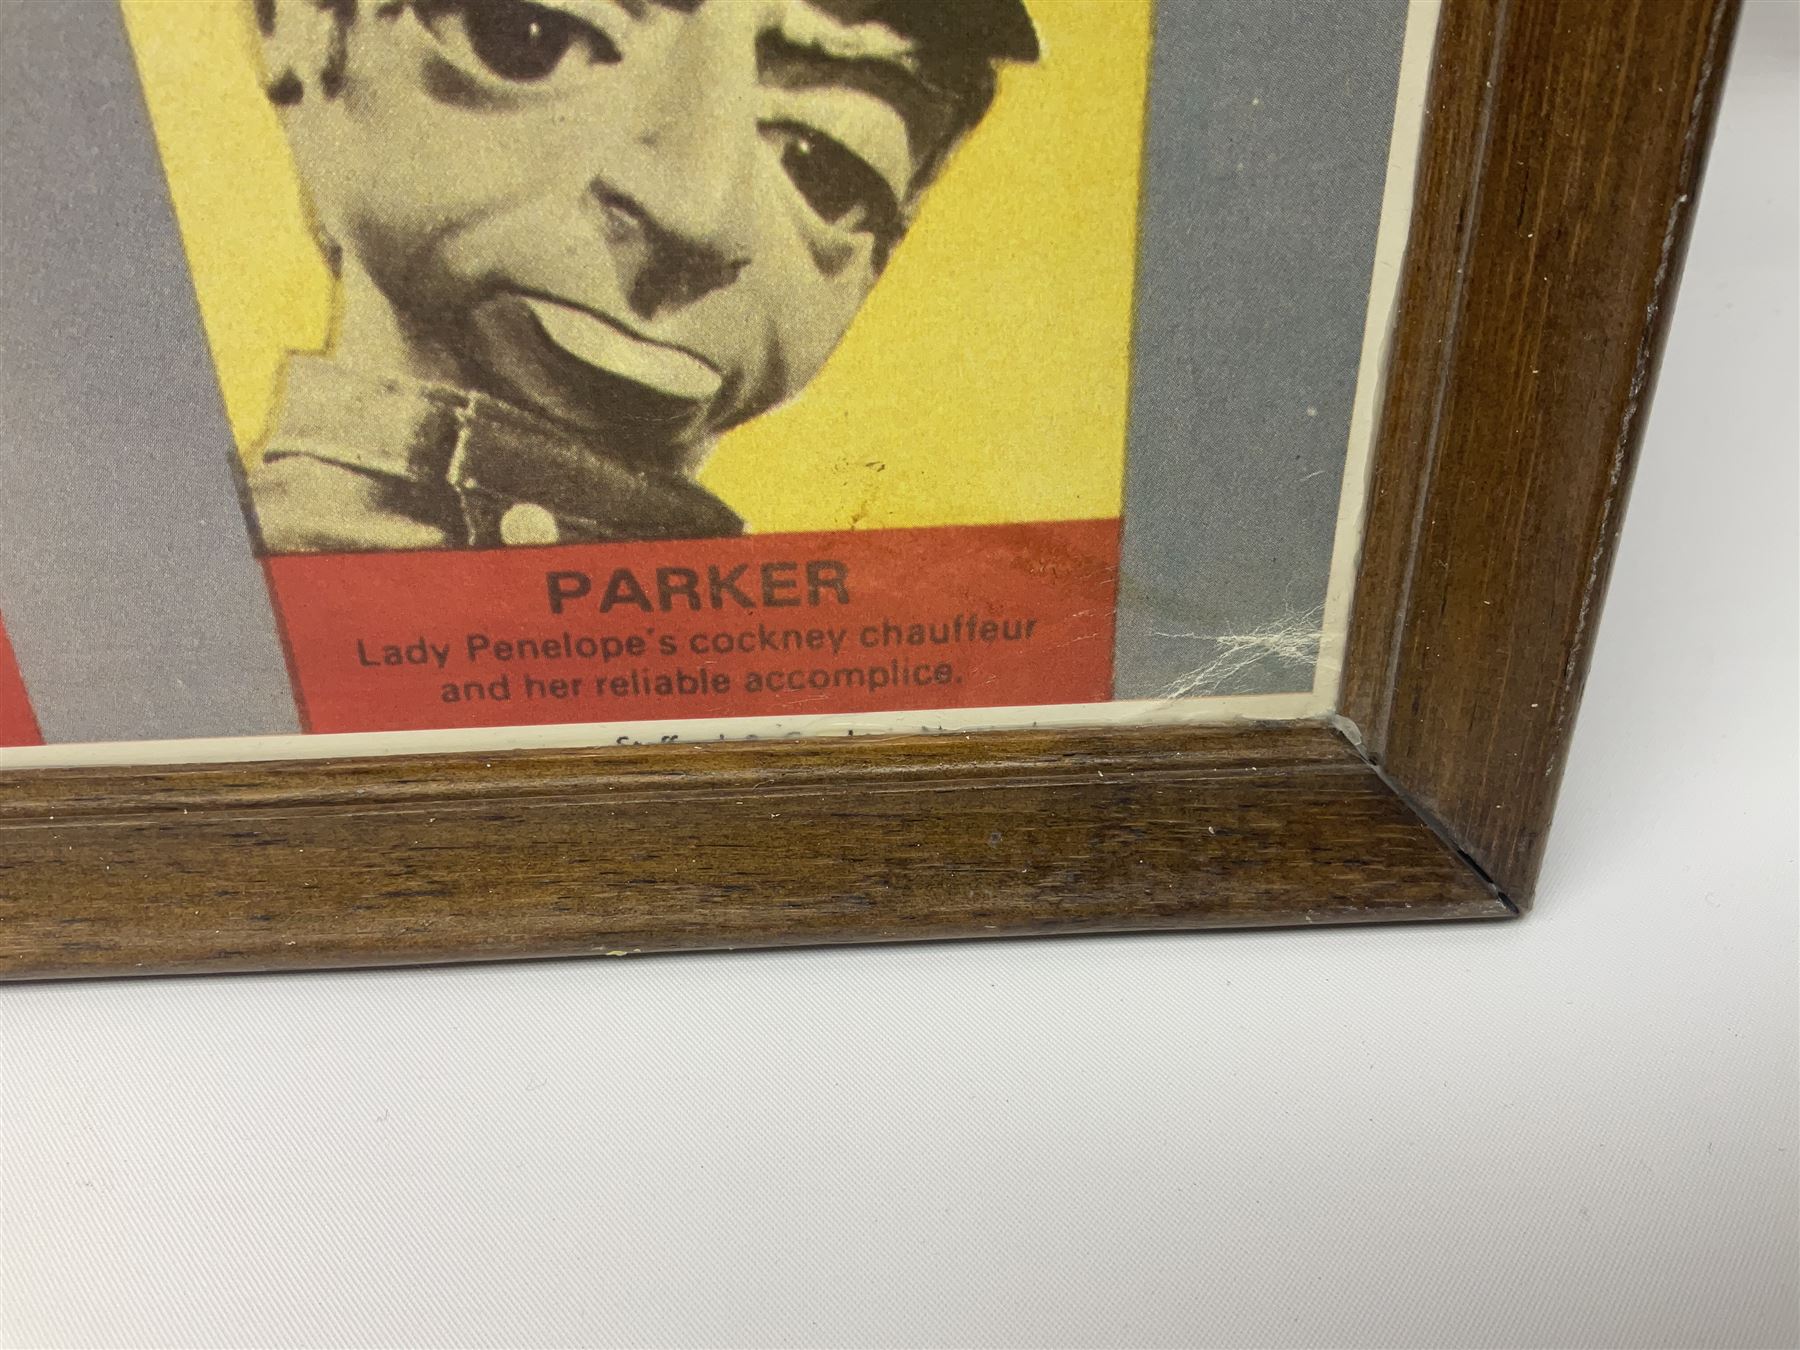 PARKER
Lady Penelope's cockney chauffeur
and her reliable accomplice.